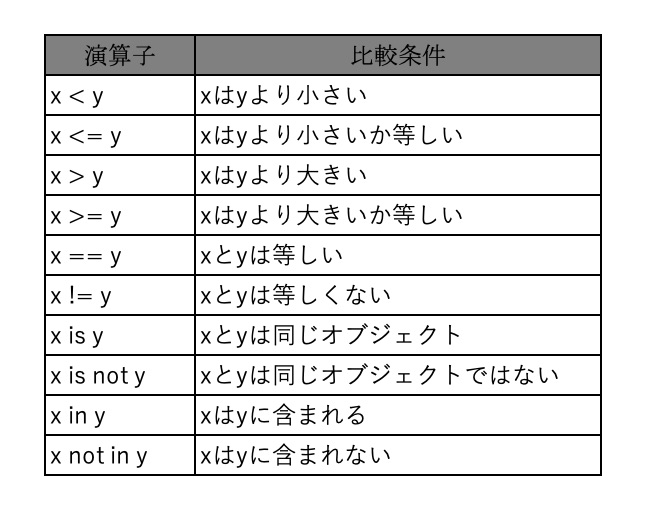 演算子 比較条件
x < y xはyより小さい
x <= y xはyより小さいか等しい
x > y xはyより大きい
x >= y xはyより大きいか等しい
x == y xとyは等しい
x != y xとyは等しくない
x is y xとyは同じオブジェクト
x is not y xとyは同じオブジェクトではない
x in y xはyに含まれる
x not in y xはyに含まれない